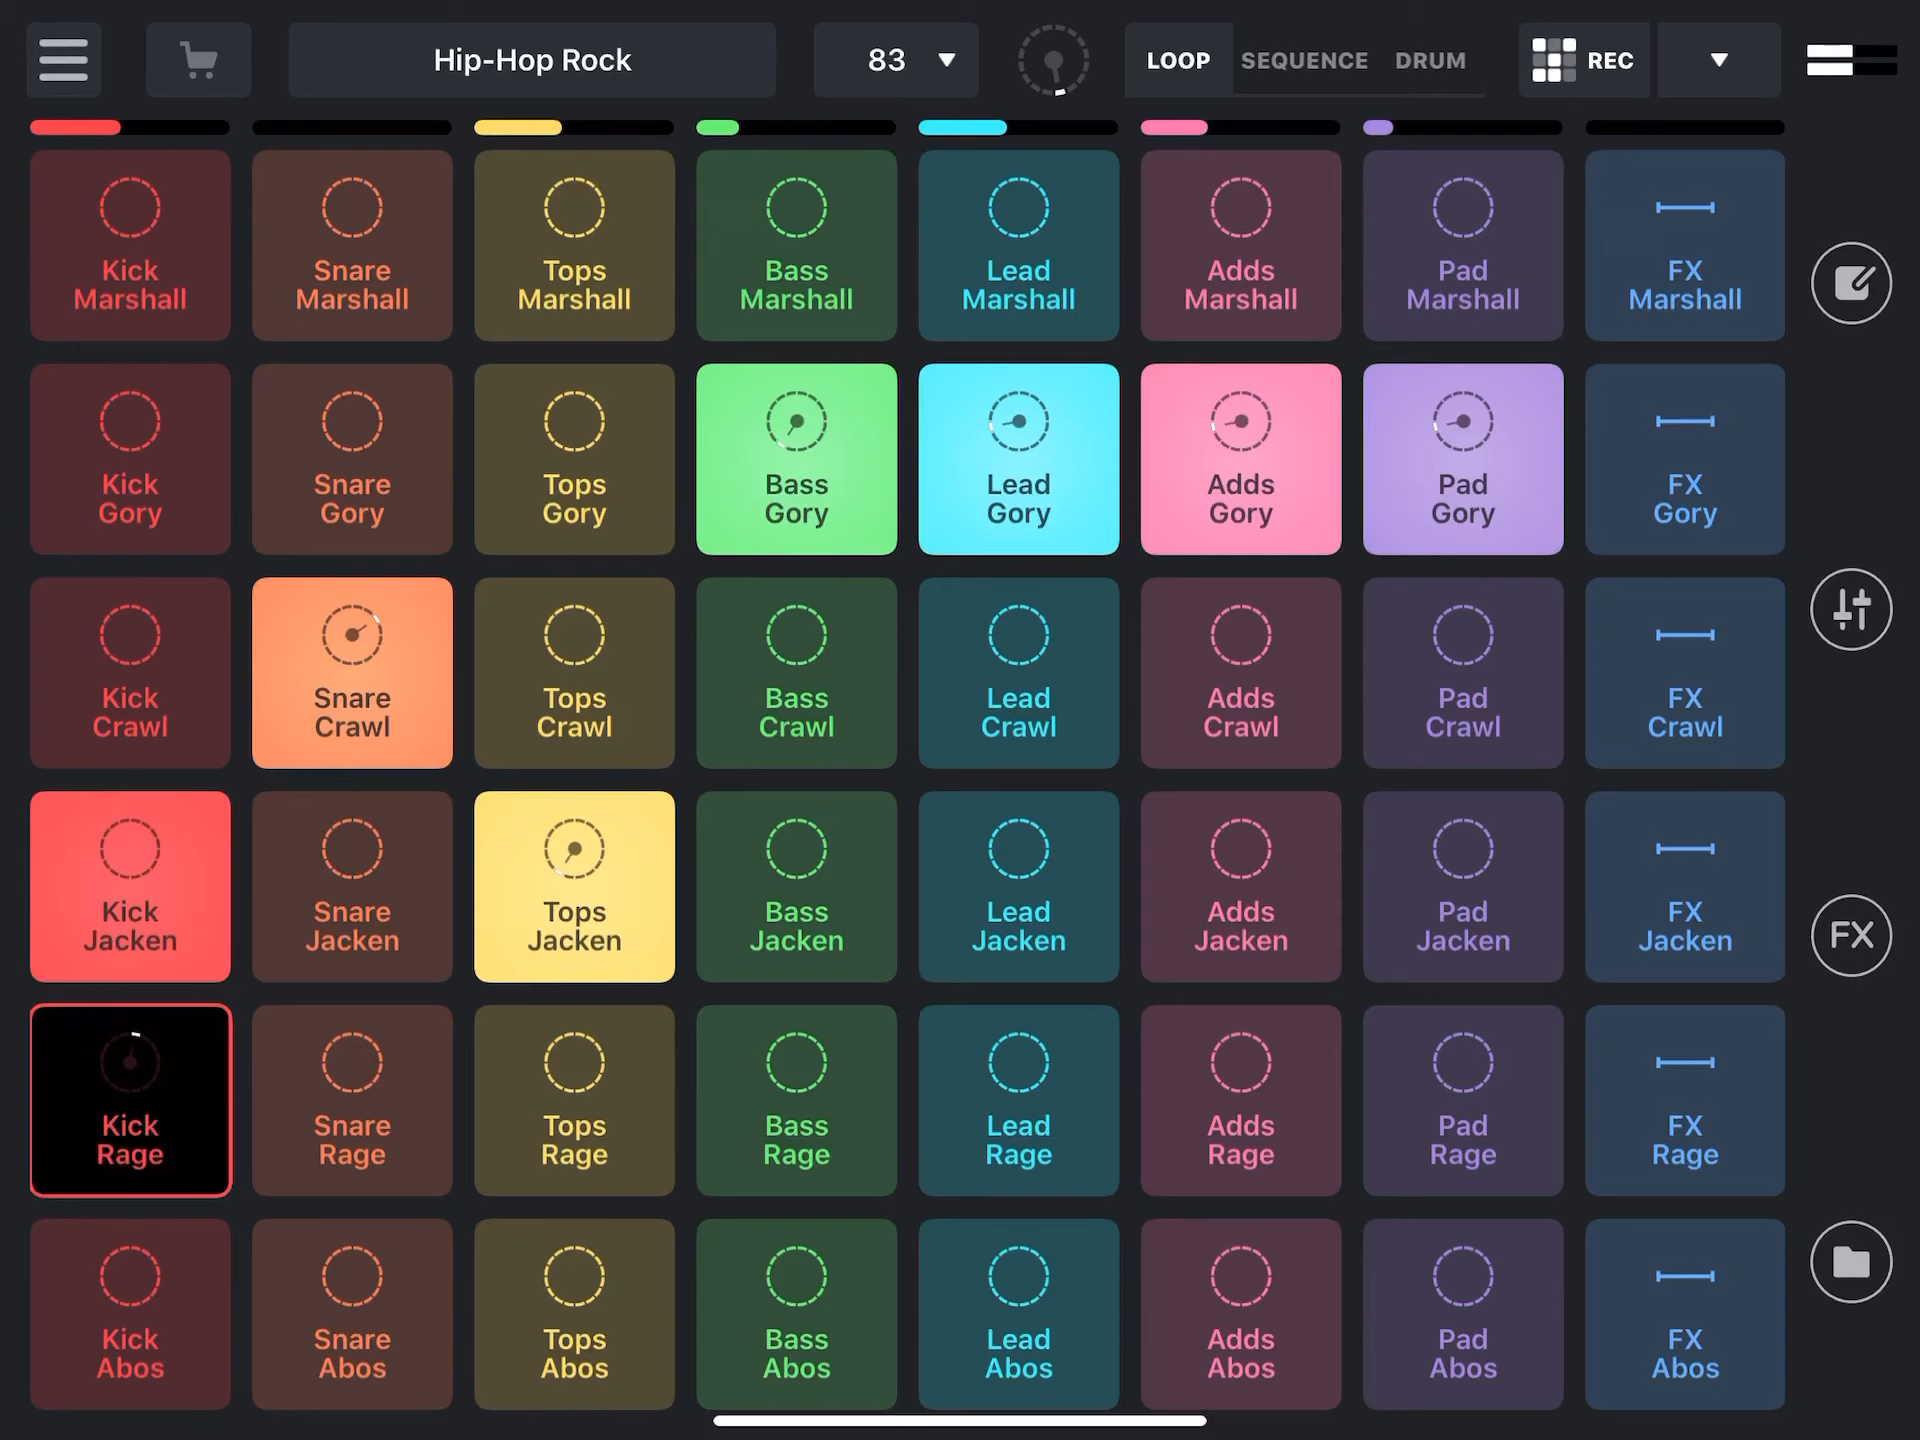 Hip-Hop Rock
83
LOOP
SEQUENCE
DRUM
REC
Kick
Marshall
Snare
Marshall
Tops
Marshall
Bass
Marshall
Lead
Marshall
Adds
Marshall
Pad
Marshall
FX
Marshall
Kick
Gory
Snare
Gory
Tops
Gory
Bass
Gory
Lead
Gory
Adds
Gory
Pad
Gory
FX
Gory
Kick
Crawl
Snare
Crawl
Tops
Crawl
Bass
Crawl
Lead
Crawl
Adds
Crawl
Pad
Crawl
FX
Crawl
Kick
Jacken
Snare
Jacken
Tops
Jacken
Bass
Jacken
Lead
Jacken
Adds
Jacken
Pad
Jacken
FX
Jacken
FX
Kick
Rage
Snare
Rage
Tops
Rage
Bass
Rage
Lead
Rage
Adds
Rage
Pad
Rage
FX
Rage
Kick
Abos
Snare
Abos
Tops
Abos
Bass
Abos
Lead
Abos
Adds
Abos
Pad
Abos
FX
Abos